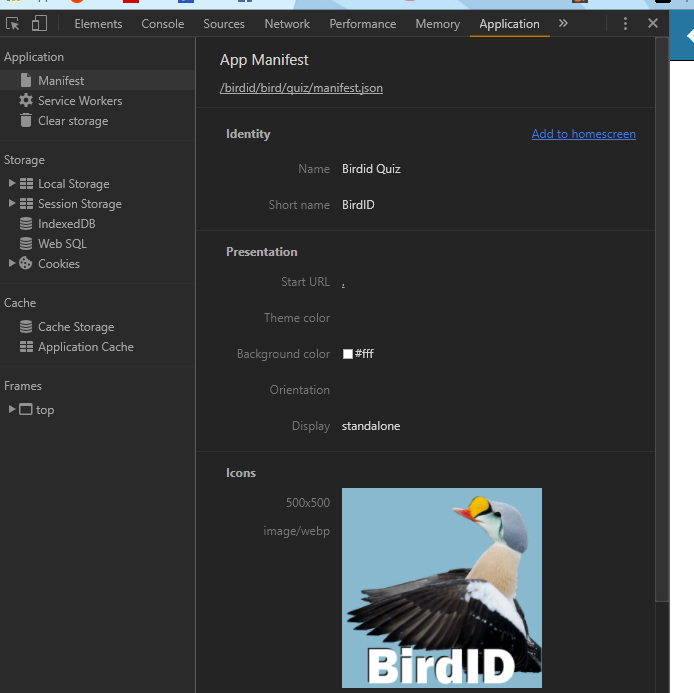 Elements Console Sources Network Performance Memory Application »
Application
Manifest
Service Workers
Clear storage
Storage
Local Storage
Session Storage
IndexedDB
Web SQL
Cookies
Cache
Cache Storage
Application Cache
Frames
top
App Manifest
/birdid/bird/quiz/manifest.json
Identity Add to homescreen
Name Birdid Quiz
Short name BirdID
Presentation
Start URL .
Theme color
Background color #fff
Orientation
Display standalone
Icons
500x500
image/webp
BirdID